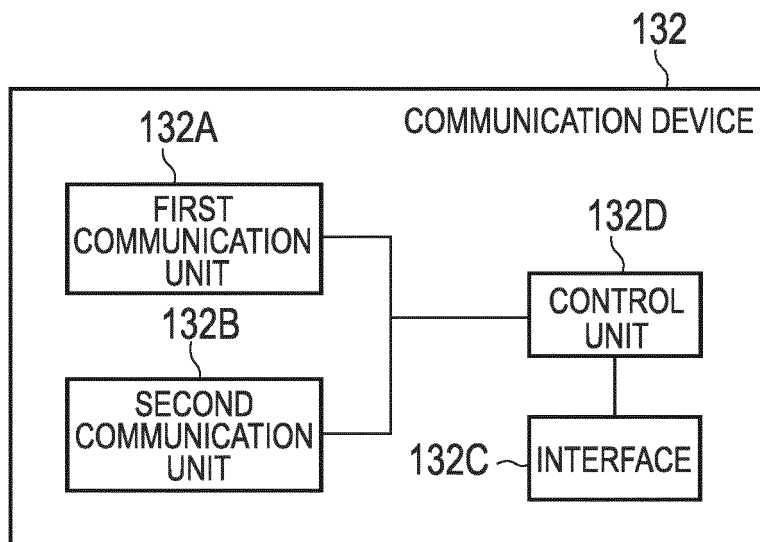 132
COMMUNICATION DEVICE
132A
FIRST
COMMUNICATION
UNIT
132D
CONTROL
UNIT
132B
SECOND
COMMUNICATION
UNIT
132C
INTERFACE